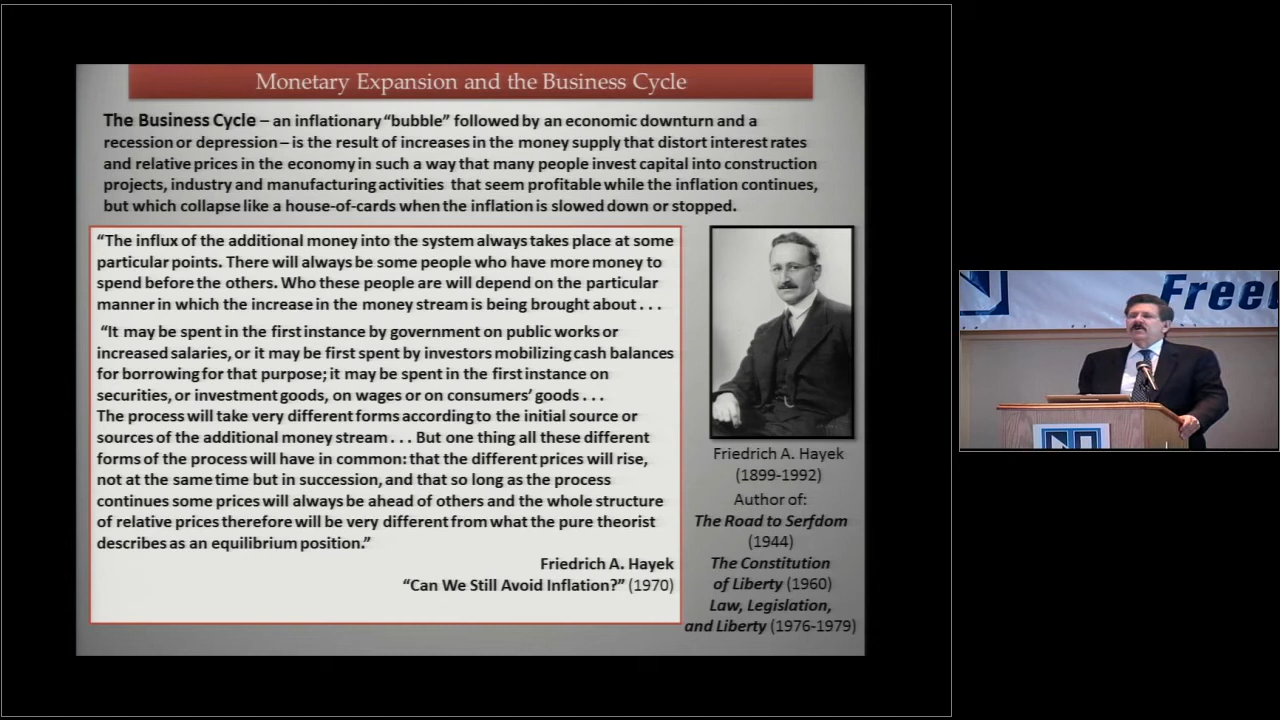 Monetary Expansion and the Business Cycle
The Business Cycle – an inflationary “bubble” followed by an economic downturn and a
recession or depression – is the result of increases in the money supply that distort interest rates
and relative prices in the economy in such a way that many people invest capital into construction
projects, industry and manufacturing activities that seem profitable while the inflation continues,
but which collapse like a house-of-cards when the inflation is slowed down or stopped.
“The influx of the additional money into the system always takes place at some
particular points. There will always be some people who have more money to
spend before the others. Who these people are will depend on the particular
manner in which the increase in the money stream is being brought about . . .
“It may be spent in the first instance by government on public works or
increased salaries, or it may be first spent by investors mobilizing cash balances
for borrowing for that purpose; it may be spent in the first instance on
securities, or investment goods, on wages or on consumers’ goods . . .
The process will take very different forms according to the initial source or
sources of the additional money stream . . . But one thing all these different
forms of the process will have in common: that the different prices will rise,
not at the same time but in succession, and that so long as the process
continues some prices will always be ahead of others and the whole structure
of relative prices therefore will be very different from what the pure theorist
describes as an equilibrium position.”
Friedrich A. Hayek
“Can We Still Avoid Inflation?” (1970)
Friedrich A. Hayek
(1899-1992)
Author of:
The Road to Serfdom
(1944)
The Constitution
of Liberty (1960)
Law, Legislation,
and Liberty (1976-1979)
Free